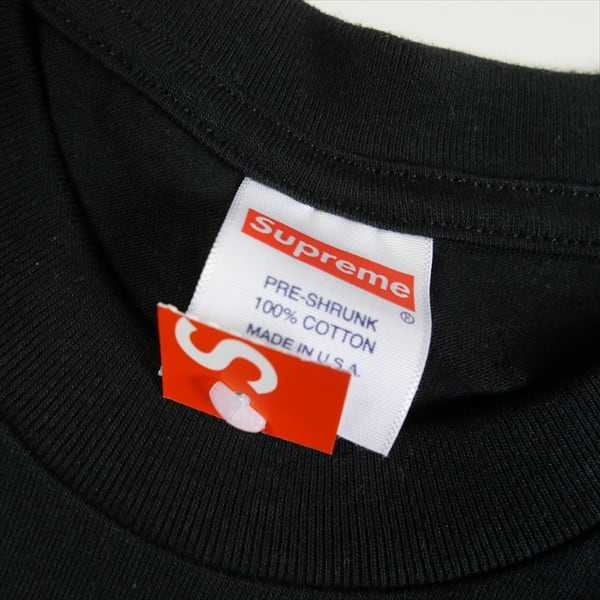 Supreme
®
PRE-SHRUNK
100% COTTON
MADE IN U.S.A.
S